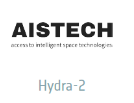 AISTECH
access to intelligent space technologies
Hydra-2